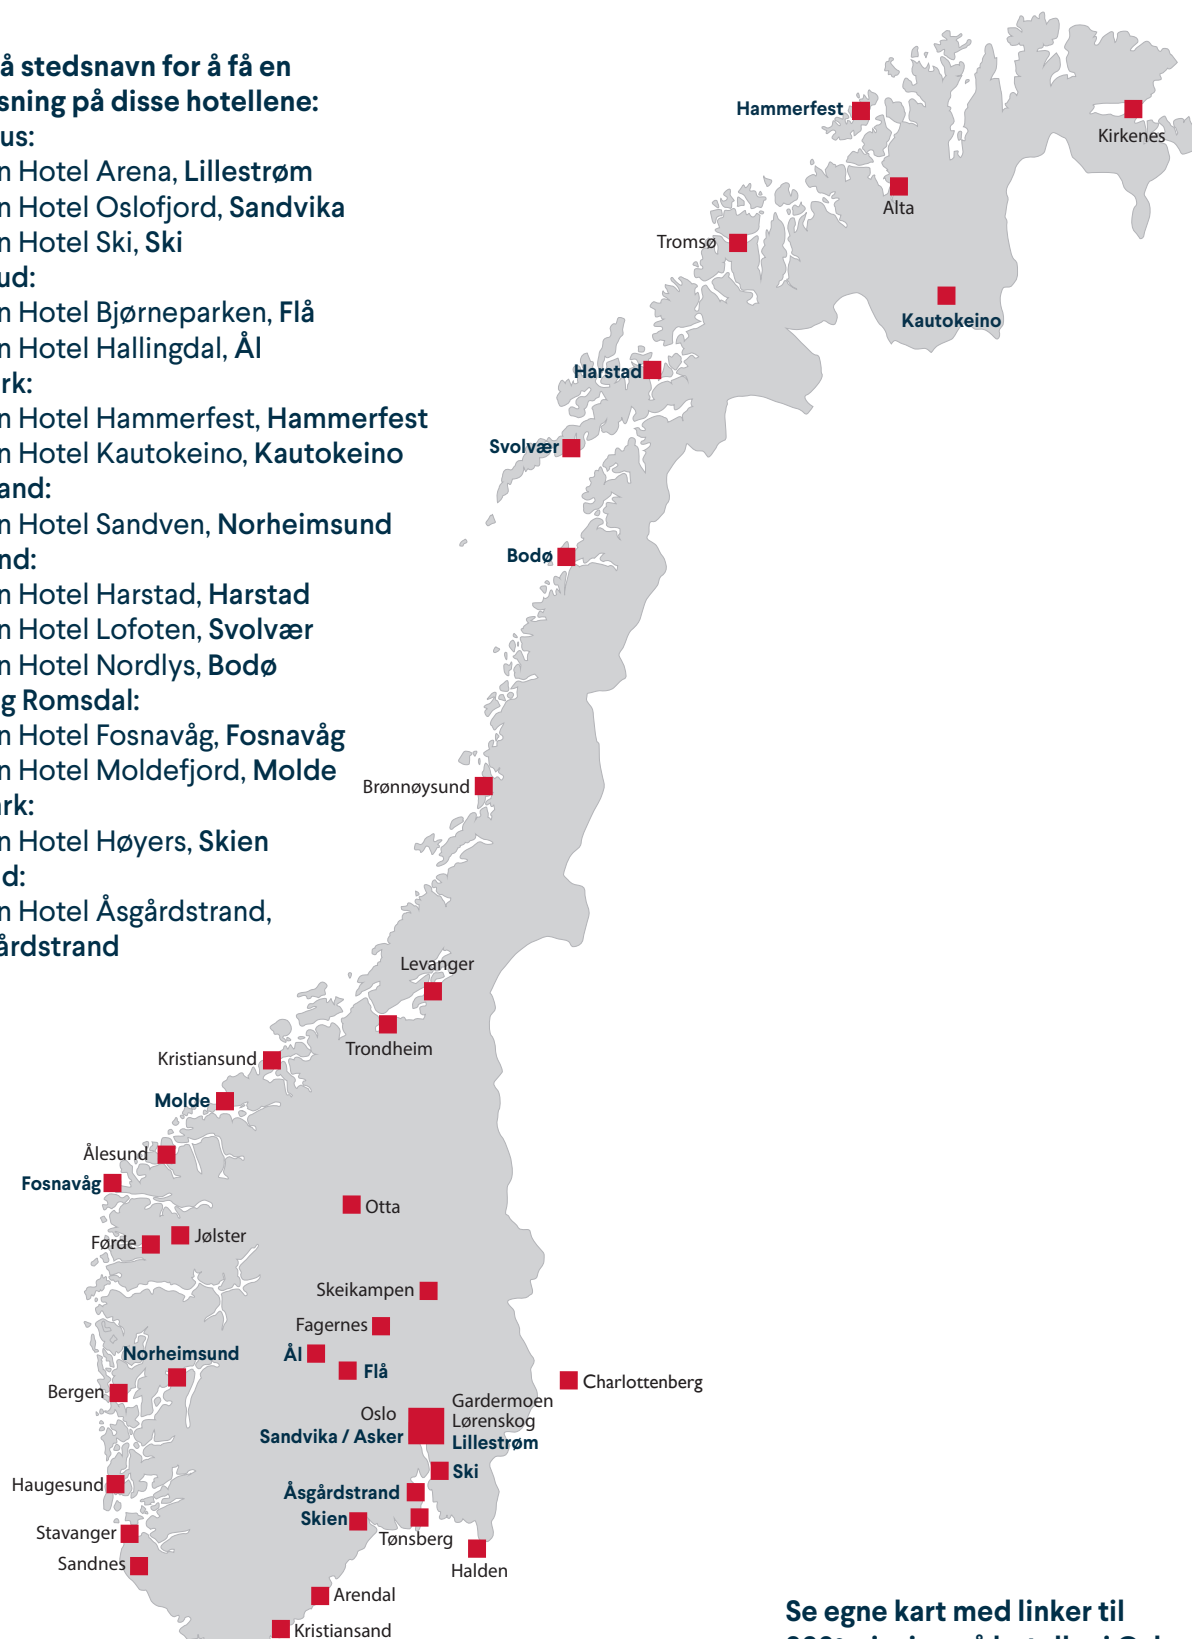 å stedsnavn for å få en
sning på disse hotellene:
us:
n Hotel Arena, Lillestrøm
n Hotel Oslofjord, Sandvika
n Hotel Ski, Ski
ud:
n Hotel Bjørneparken, Flå
n Hotel Hallingdal, Ål
rk:
n Hotel Hammerfest, Hammerfest
n Hotel Kautokeino, Kautokeino
and:
n Hotel Sandven, Norheimsund
nd:
n Hotel Harstad, Harstad
n Hotel Lofoten, Svolvær
n Hotel Nordlys, Bodø
g Romsdal:
n Hotel Fosnavåg, Fosnavåg
n Hotel Moldefjord, Molde
rk:
n Hotel Høyers, Skien
d:
n Hotel Åsgårdstrand,
årdstrand
Hammerfest
Kirkenes
Alta
Tromsø
Kautokeino
Harstad
Svolvær
Bodø
Brønnøysund
Levanger
Trondheim
Kristiansund
Molde
Ålesund
Fosnavåg
Otta
Jølster
Førde
Skeikampen
Fagernes
Norheimsund
Ål
Flå
Charlottenberg
Bergen
Gardermoen
Oslo
Lørenskog
Sandvika / Asker
Lillestrøm
Ski
Haugesund
Åsgårdstrand
Skien
Stavanger
Tønsberg
Sandnes
Halden
Arendal
Kristiansand
Se egne kart med linker til